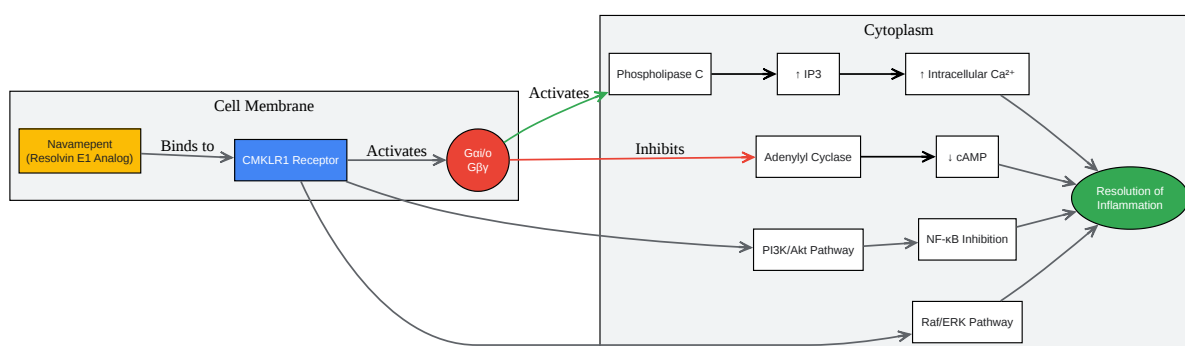 Cytoplasm
Phospholipase C
↑ IP3
↑ Intracellular Ca²⁺
Activates
Cell Membrane
Navamepent
(Resolvin E1 Analog)
Binds to
CMKLR1 Receptor
Activates
Gαi/o
Gβγ
Inhibits
Adenylyl Cyclase
↓ cAMP
Resolution of
Inflammation
PI3K/Akt Pathway
NF-κB Inhibition
Raf/ERK Pathway